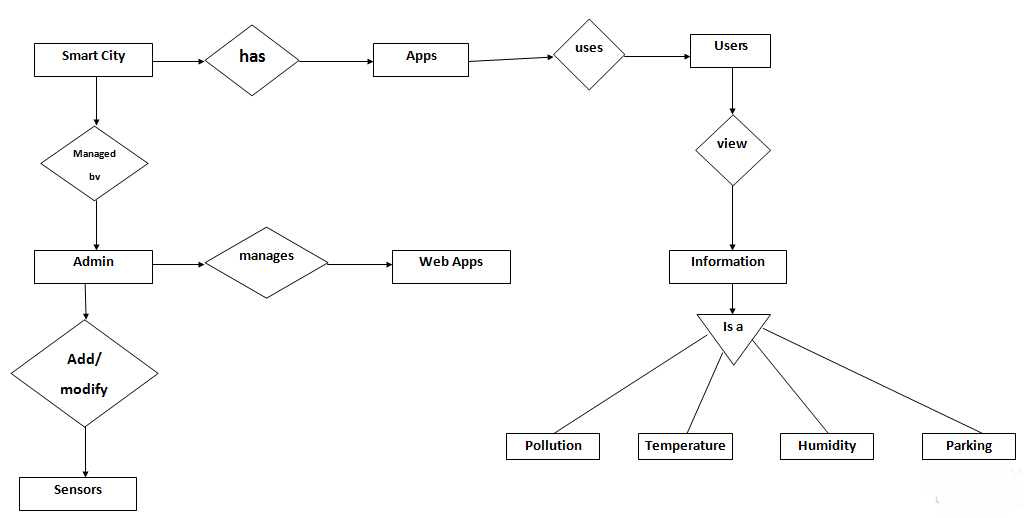 Smart City
has
Apps
uses
Users
Managed
bv
view
Admin
manages
Web Apps
Information
Add/
modify
Is a
Pollution
Temperature
Humidity
Parking
Sensors